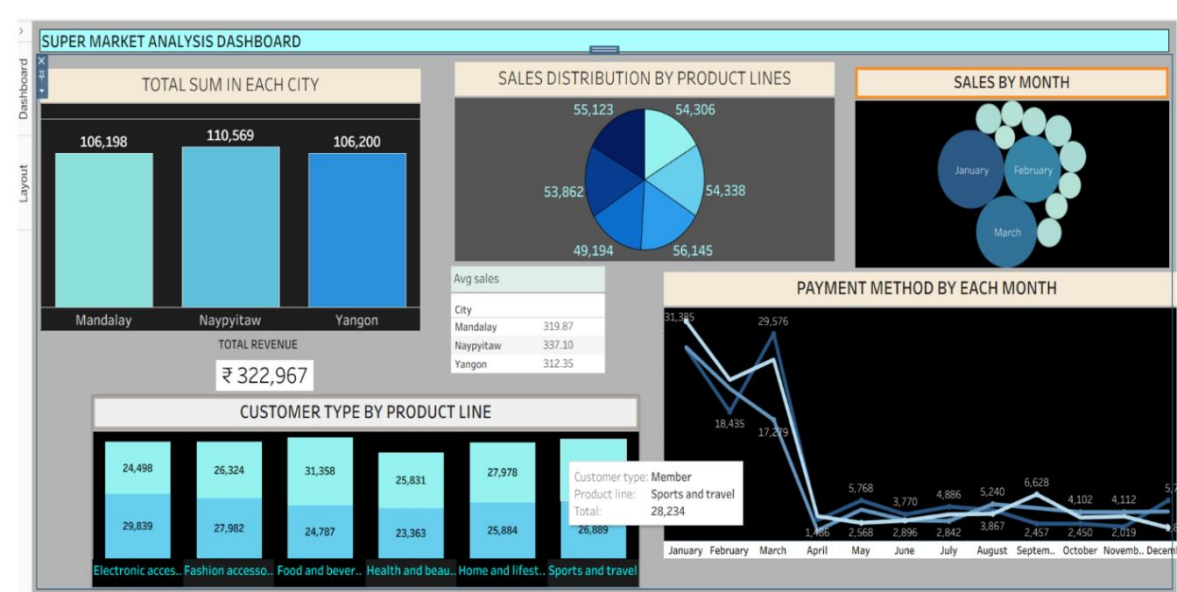 SUPER MARKET ANALYSIS DASHBOARD
Dashboard
Layout
TOTAL SUM IN EACH CITY
106,198
110,569
106,200
Mandalay
Naypyitaw
Yangon
TOTAL REVENUE
₹ 322,967
SALES DISTRIBUTION BY PRODUCT LINES
55,123
54,306
53,862
54,338
49,194
56,145
Avg sales
City
Mandalay 319.87
Naypyitaw 337.10
Yangon 312.35
SALES BY MONTH
January
February
March
PAYMENT METHOD BY EACH MONTH
31,385
29,576
18,435
17,279
5,768
3,770
4,886
5,240
6,628
4,102
4,112
2,568
2,896
2,842
3,867
2,457
2,450
2,019
January February March April May June July August Septem.. October Novemb..
CUSTOMER TYPE BY PRODUCT LINE
24,498
26,324
31,358
25,831
27,978
29,839
27,982
24,787
23,363
25,884
26,889
Customer type: Member
Product line: Sports and travel
Total: 28,234
Electronic acces.. Fashion accesso.. Food and bever.. Health and beau.. Home and lifest.. Sports and travel